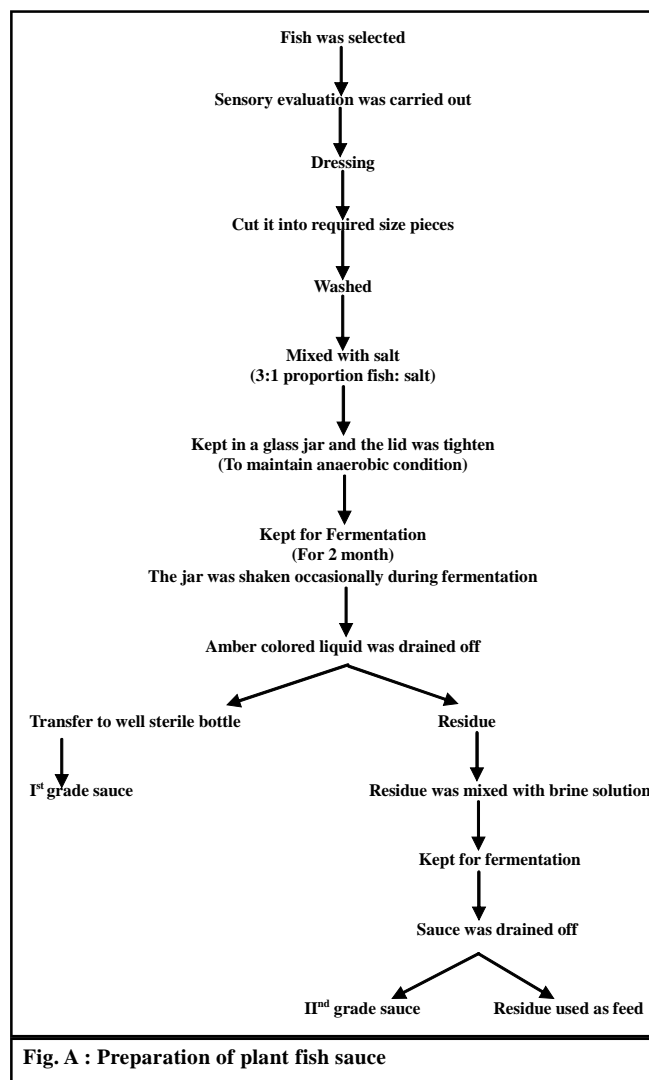 Fish was selected
Sensory evaluation was carried out
Dressing
Cut it into required size pieces
Washed
Mixed with salt
(3:1 proportion fish: salt)
Kept in a glass jar and the lid was tighten
(To maintain anaerobic condition)
Kept for Fermentation
(For 2 month)
The jar was shaken occasionally during fermentation
Amber colored liquid was drained off
Transfer to well sterile bottle
Ist grade sauce
Residue
Residue was mixed with brine solution
Kept for fermentation
Sauce was drained off
IInd grade sauce
Residue used as feed
Fig. A : Preparation of plant fish sauce